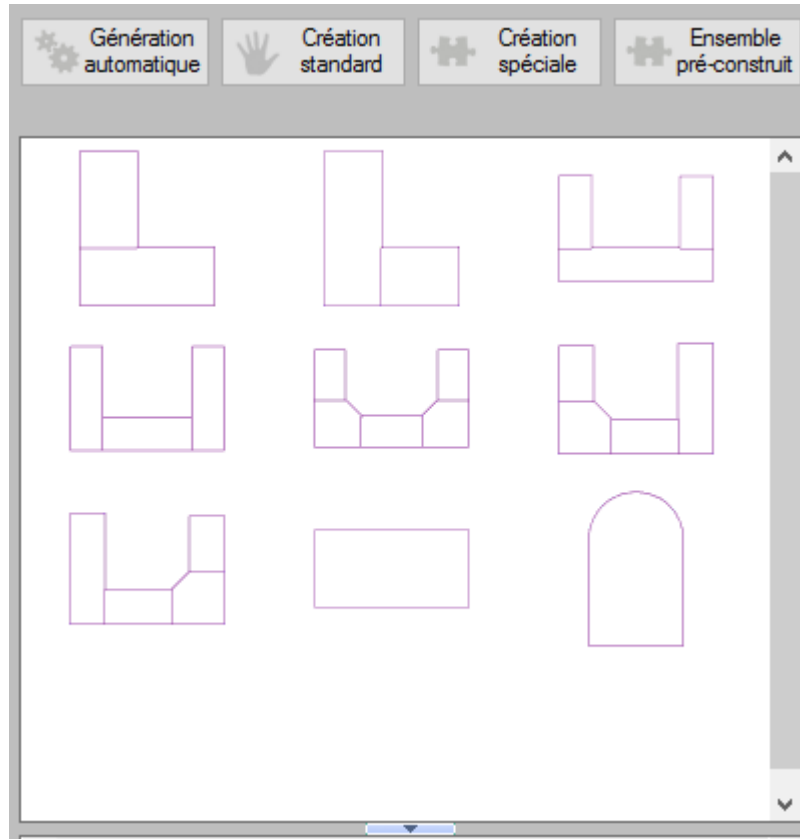 Génération
automatique
Création
standard
Création
spéciale
Ensemble
pré-construit